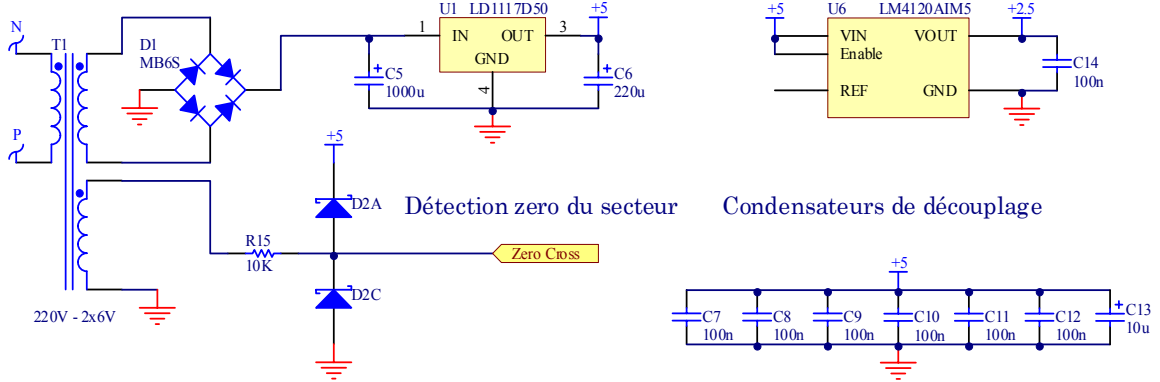 N
T1
D1
MB6S
P
220V - 2x6V
C5
1000u
U1 LD1117D50
1 IN OUT 3
GND
4
+5
C6
220u
+5
U6 LM4120AIM5
VIN VOUT
Enable
REF GND
+2.5
C14
100n
+5
D2A
R15
10K
Zero Cross
D2C
Détection zero du secteur
Condensateurs de découplage
+5
C7
100n
C8
100n
C9
100n
C10
100n
C11
100n
C12
100n
C13
10u